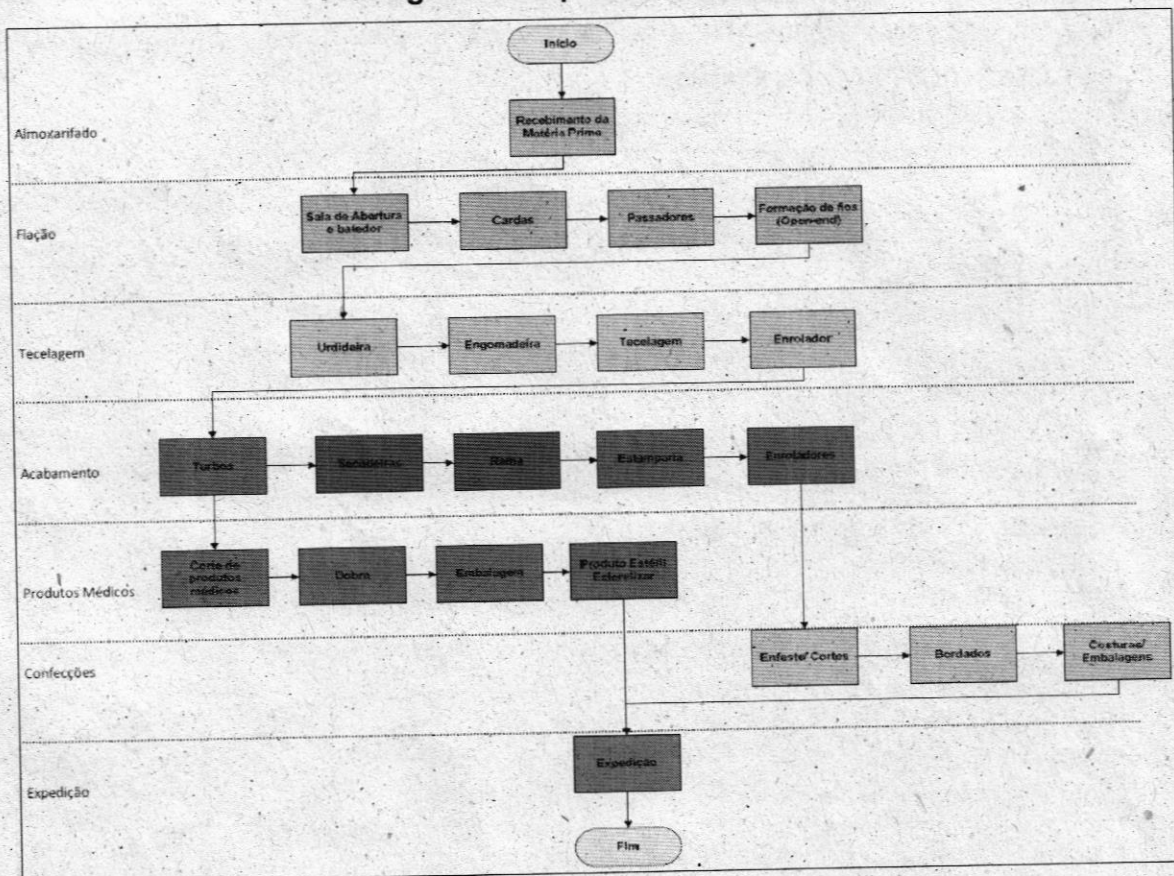 Início
Almoxarifado
Recebimento da
Matéria Prima
Fiação
Sala de Abertura
e batedor
Cardas
Passadores
Formação de fios
(Open-end)
Tecelagem
Urdideira
Engomadeira
Tecelagem
Enrolador
Acabamento
Turbos
Secadeiras
Rama
Estamparia
Enroladores
Produtos Médicos
Corte de
produtos
médicos
Dobra
Embalagem
Produto Estéril
Confecções
Enfesto/ Cortes
Bordados
Costuras/
Embalagens
Expedição
Expedição
Fim